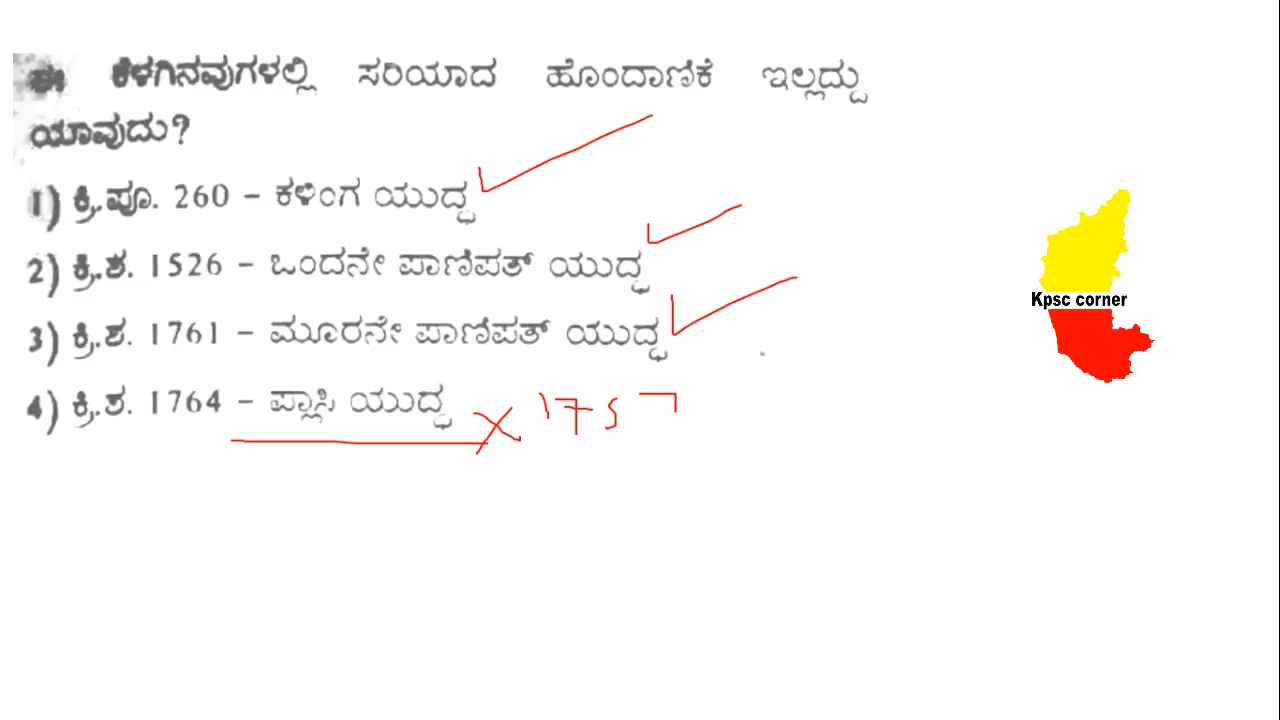 ಈ ಕೆಳಗಿನವುಗಳಲ್ಲಿ ಸರಿಯಾದ ಹೊಂದಾಣಿಕೆ ಇಲ್ಲದ್ದು
ಯಾವುದು?
1) ಕ್ರಿ.ಪೂ. 260 – ಕಳಿಂಗ ಯುದ್ಧ
2) ಕ್ರಿ.ಶ. 1526 – ಒಂದನೇ ಪಾಣಿಪತ್ ಯುದ್ಧ
3) ಕ್ರಿ.ಶ. 1761 – ಮೂರನೇ ಪಾಣಿಪತ್ ಯುದ್ಧ
4) ಕ್ರಿ.ಶ. 1764 – ಪ್ಲಾಸಿ ಯುದ್ಧ 1757
Kpsc corner